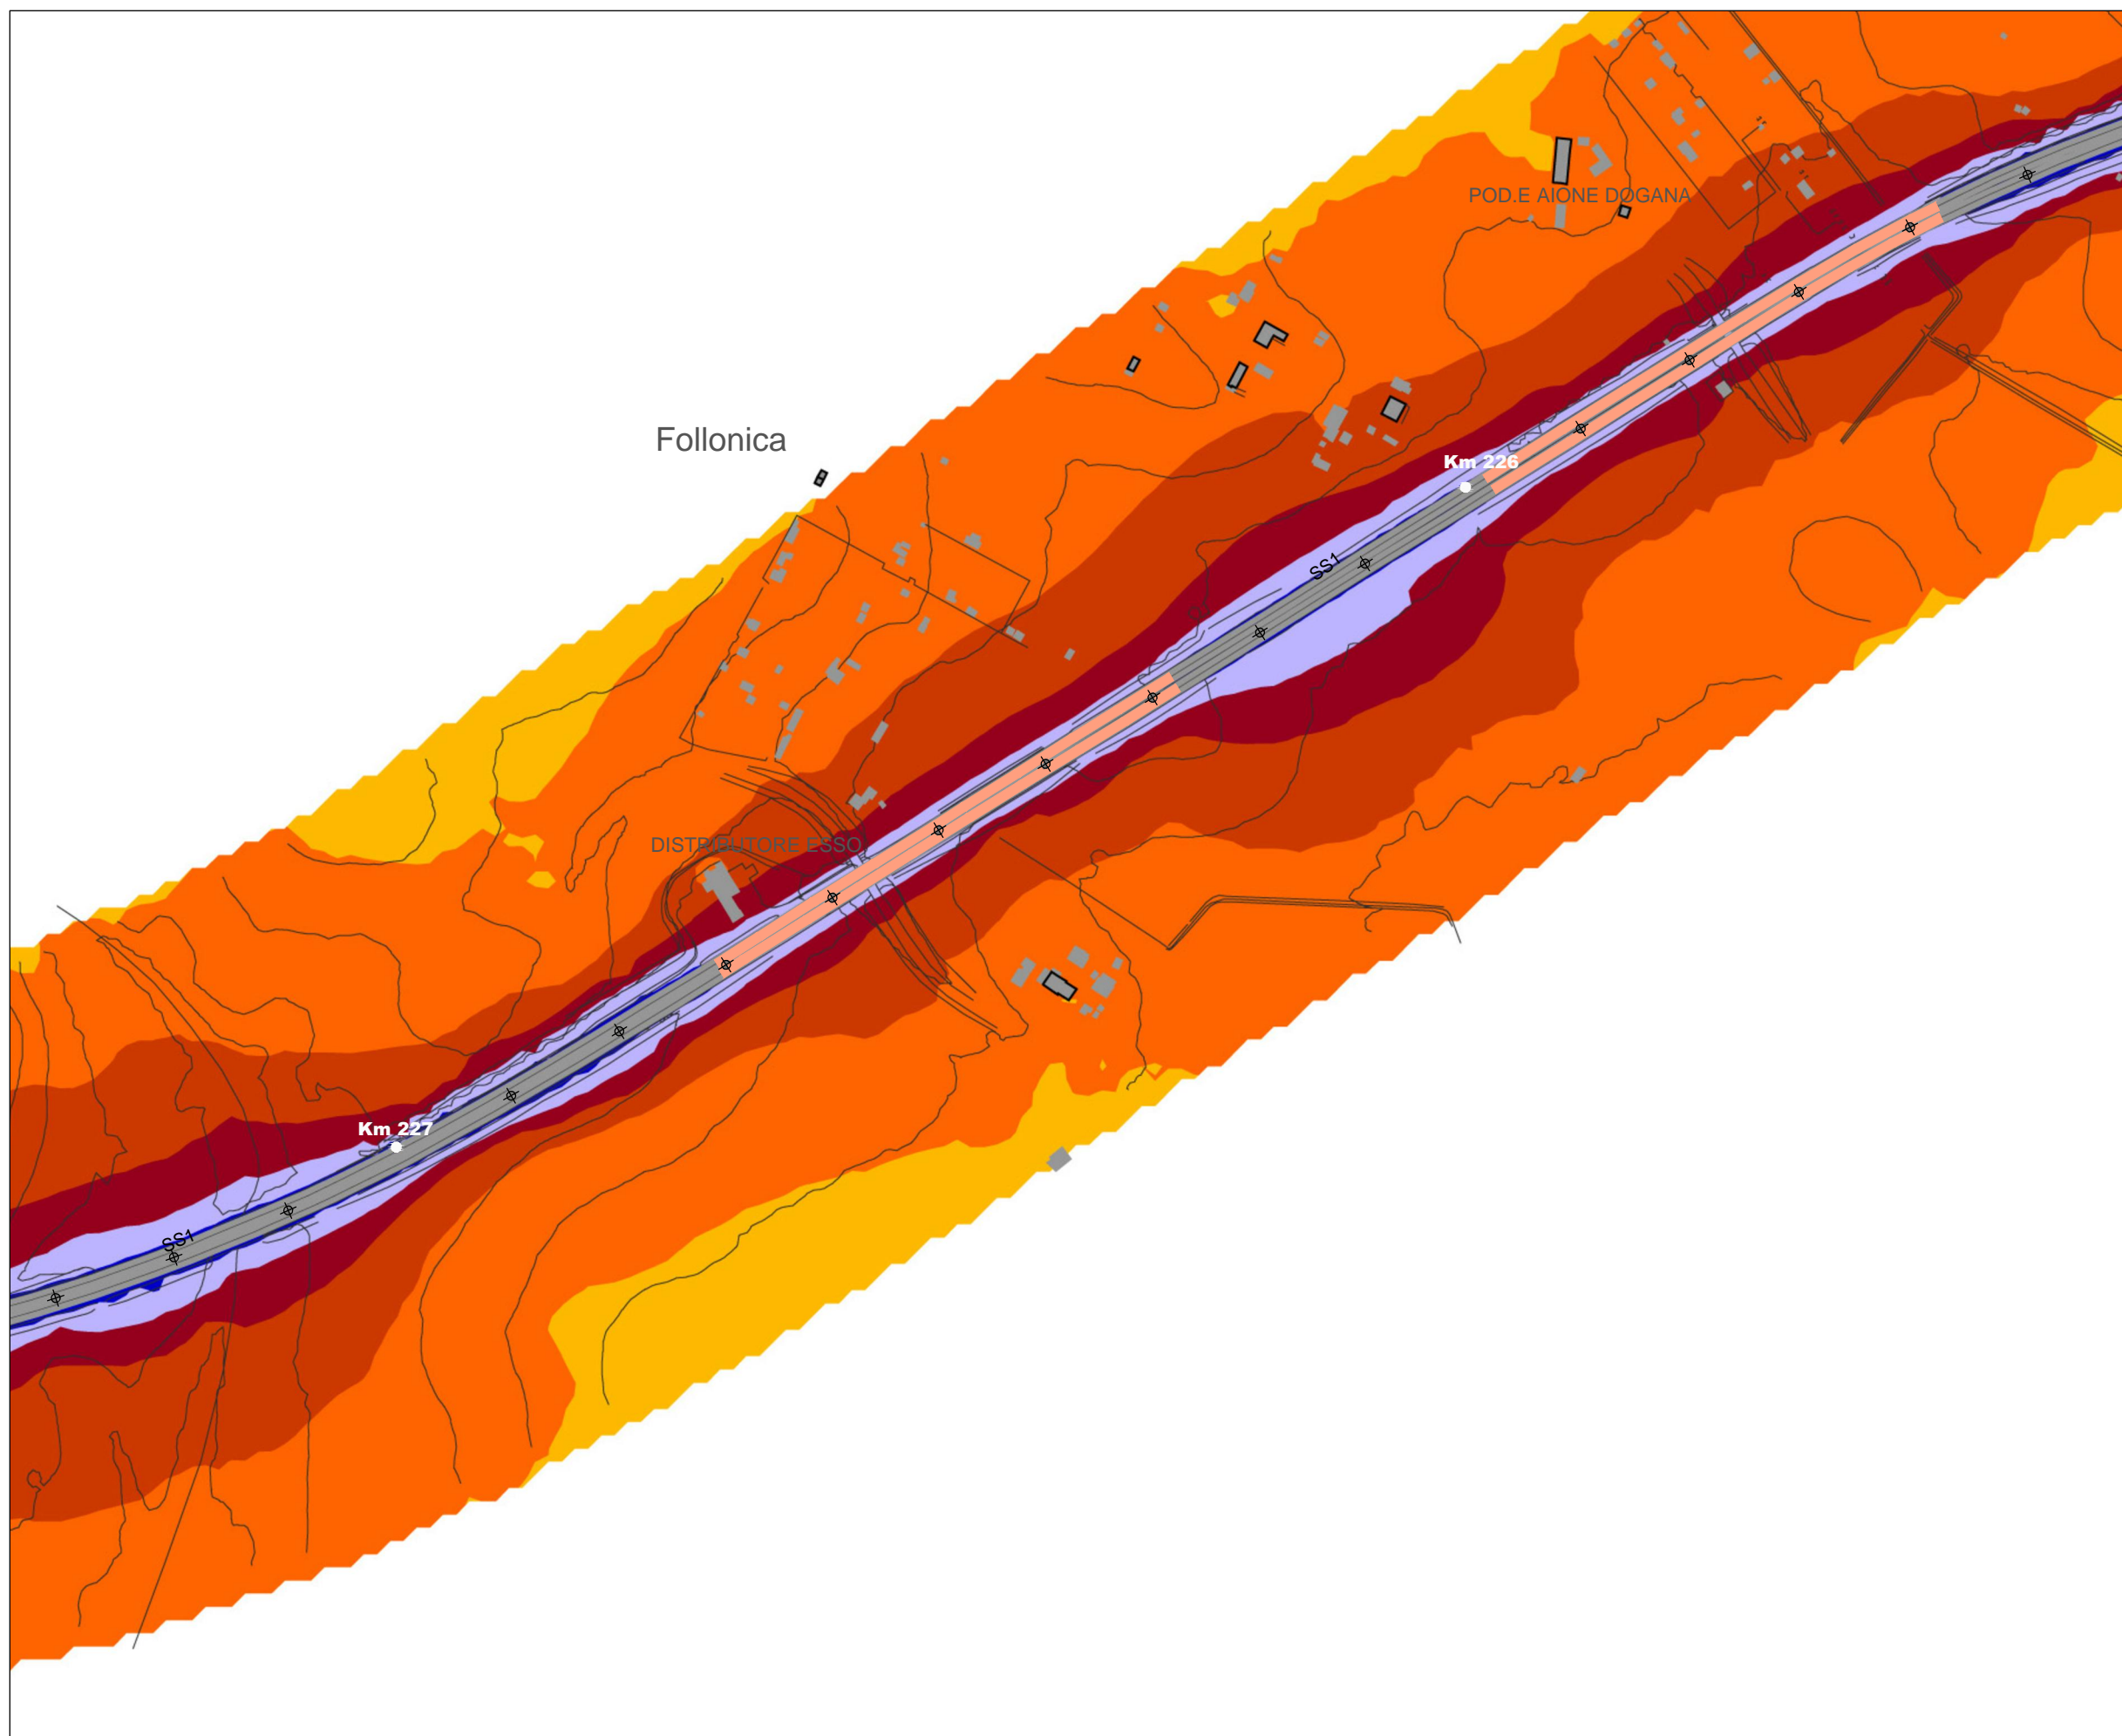 POD.E AIONE DOGANA
Follonica
Km 226
SS1
DISTRIBUTORE ESSO
Km 227
SS1